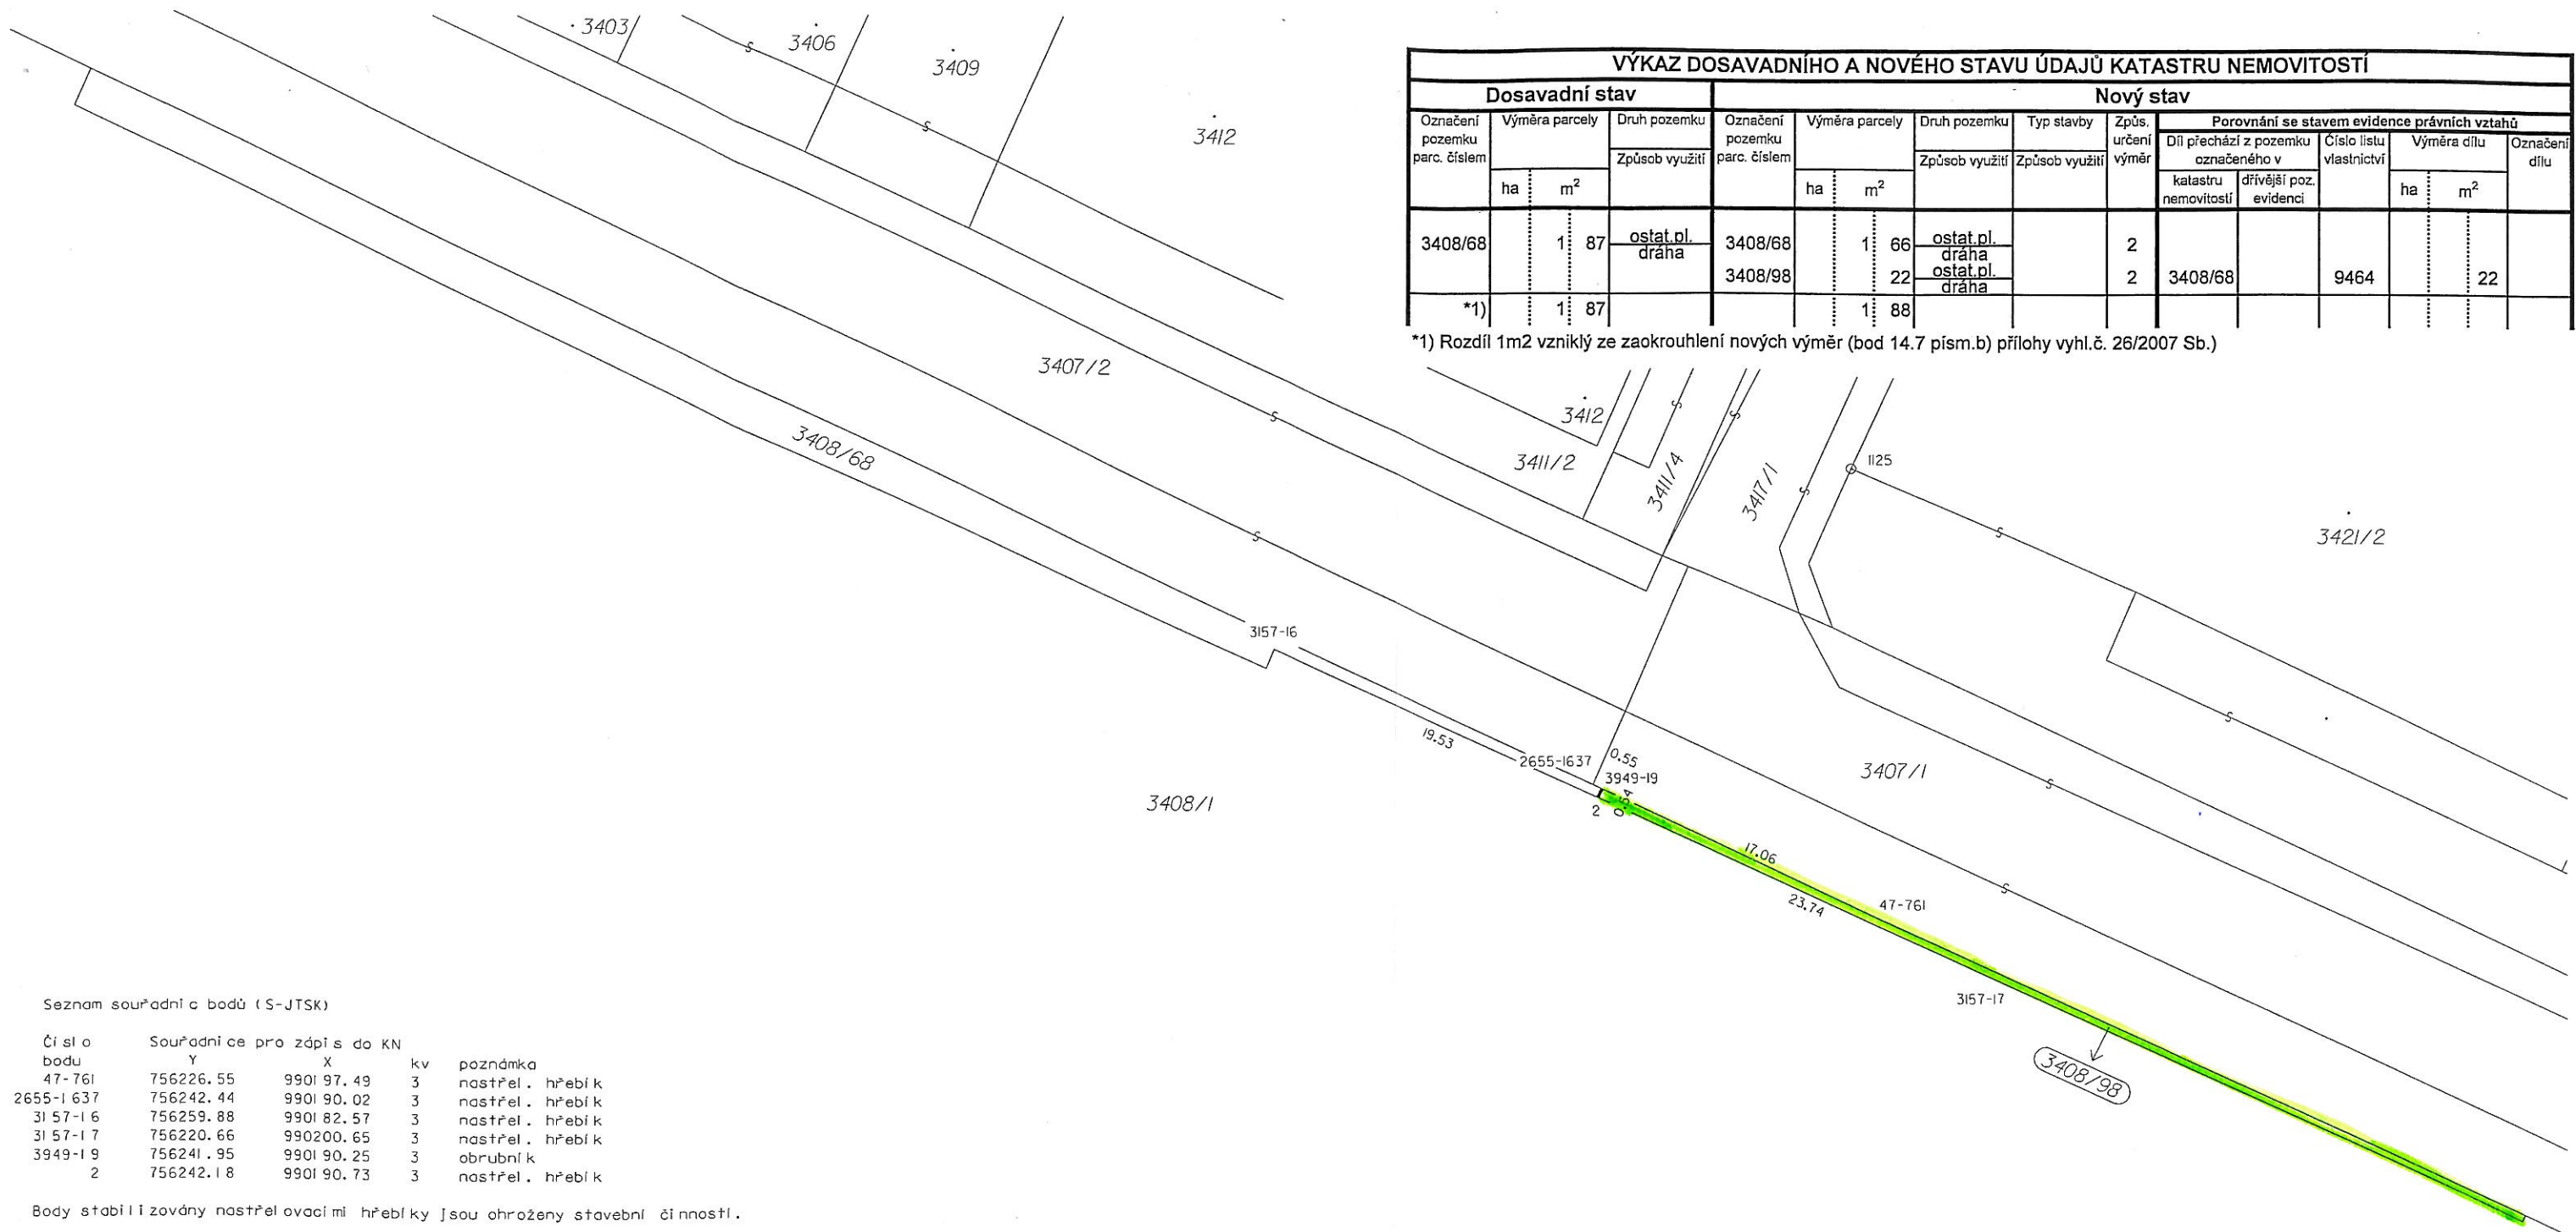 3403
3406
3409
3412
VÝKAZ DOSAVADNÍHO A NOVÉHO STAVU ÚDAJŮ KATASTRU NEMOVITOSTÍ
Dosavadní stav Nový stav
Označení pozemku parc. číslem
Výměra parcely
ha m²
Druh pozemku
Způsob využití
Označení pozemku parc. číslem
Výměra parcely
ha m²
Druh pozemku
Způsob využití
Typ stavby
Způsob využití
Způs. určení výměr
Porovnání se stavem evidence právních vztahů
Díl přechází z pozemku označeného v
katastru nemovitostí
dřívější poz. evidenci
Číslo listu vlastnictví
Výměra dílu
ha m²
Označení dílu
3408/68 1 87 ostat.pl. dráha 3408/68 1 66 ostat.pl. dráha 2
3408/98 22 ostat.pl. dráha 2 3408/68 9464 22
*1) 1 87 1 88
*1) Rozdíl 1m2 vzniklý ze zaokrouhlení nových výměr (bod 14.7 písm.b) přílohy vyhl.č. 26/2007 Sb.)
3407/2
3408/68
3412
3411/2
3411/4
3417/1
1125
3421/2
3157-16
19.53
2655-1637
0.55
3949-19
0.54
2
3407/1
3408/1
17.06
23.74
47-761
3157-17
3408/98
Seznam souřadnic bodů (S-JTSK)
Číslo Souřadnice pro zápis do KN
bodu Y X kv poznámka
47-761 756226.55 990197.49 3 nastřel. hřebík
2655-1637 756242.44 990190.02 3 nastřel. hřebík
3157-16 756259.88 990182.57 3 nastřel. hřebík
3157-17 756220.66 990200.65 3 nastřel. hřebík
3949-19 756241.95 990190.25 3 obrubník
2 756242.18 990190.73 3 nastřel. hřebík
Body stabilizovány nastřelovacími hřebíky jsou ohroženy stavební činností.